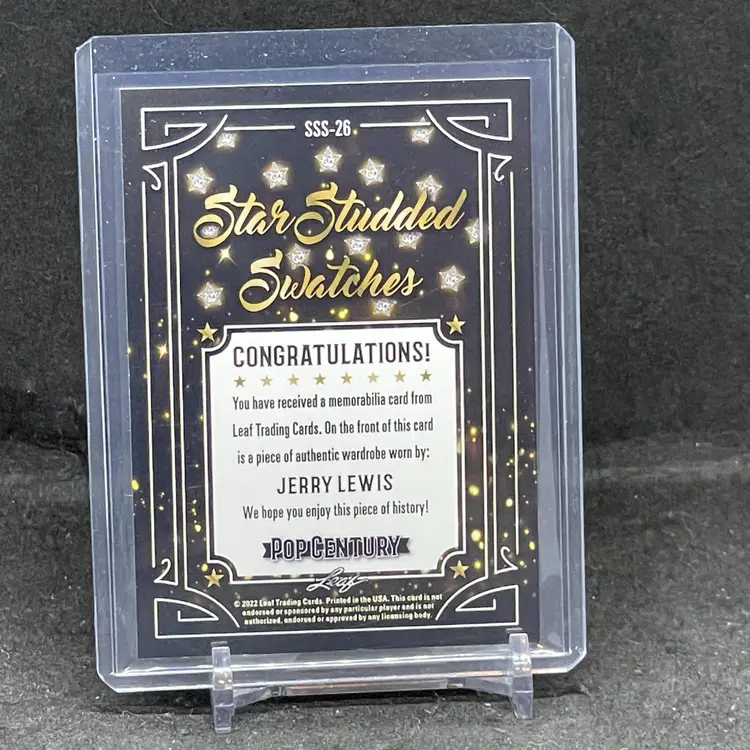 SSS-26
Star Studded
Swatches
CONGRATULATIONS!
You have received a memorabilia card from
Leaf Trading Cards. On the front of this card
is a piece of authentic wardrobe worn by:
JERRY LEWIS
We hope you enjoy this piece of history!
POP CENTURY
Leaf
© 2022 Leaf Trading Cards. Printed in the USA. This card is not
endorsed or sponsored by any particular player and is not
authorized, endorsed or approved by any licensing body.